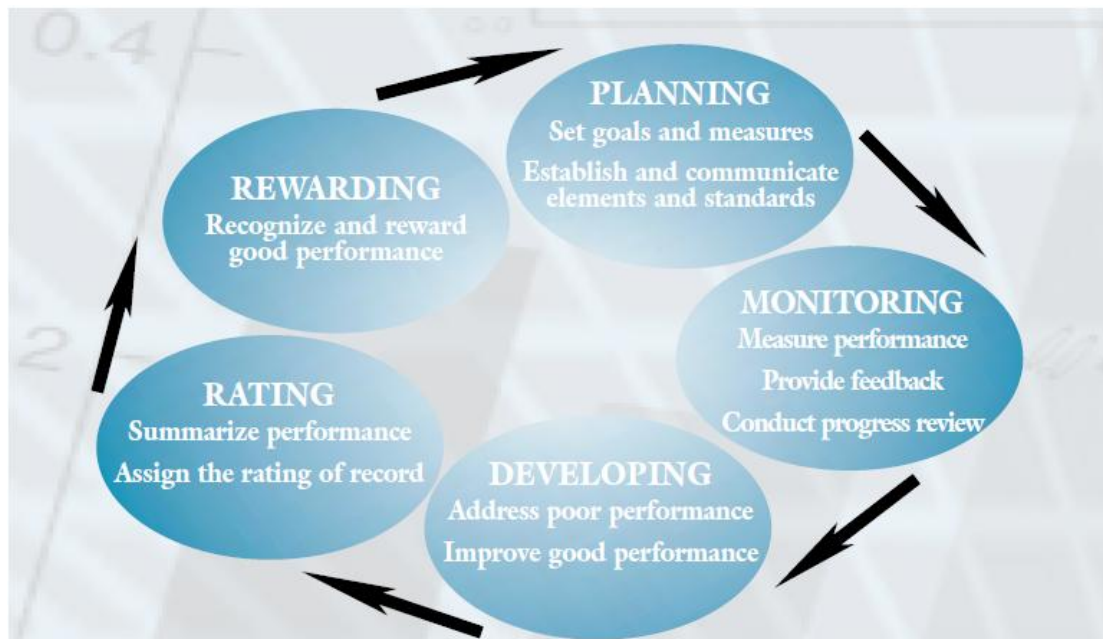 0.4
0.0
PLANNING
Set goals and measures
Establish and communicate
elements and standards
REWARDING
Recognize and reward
good performance
MONITORING
Measure performance
Provide feedback
Conduct progress review
2
RATING
Summarize performance
Assign the rating of record
DEVELOPING
Address poor performance
Improve good performance